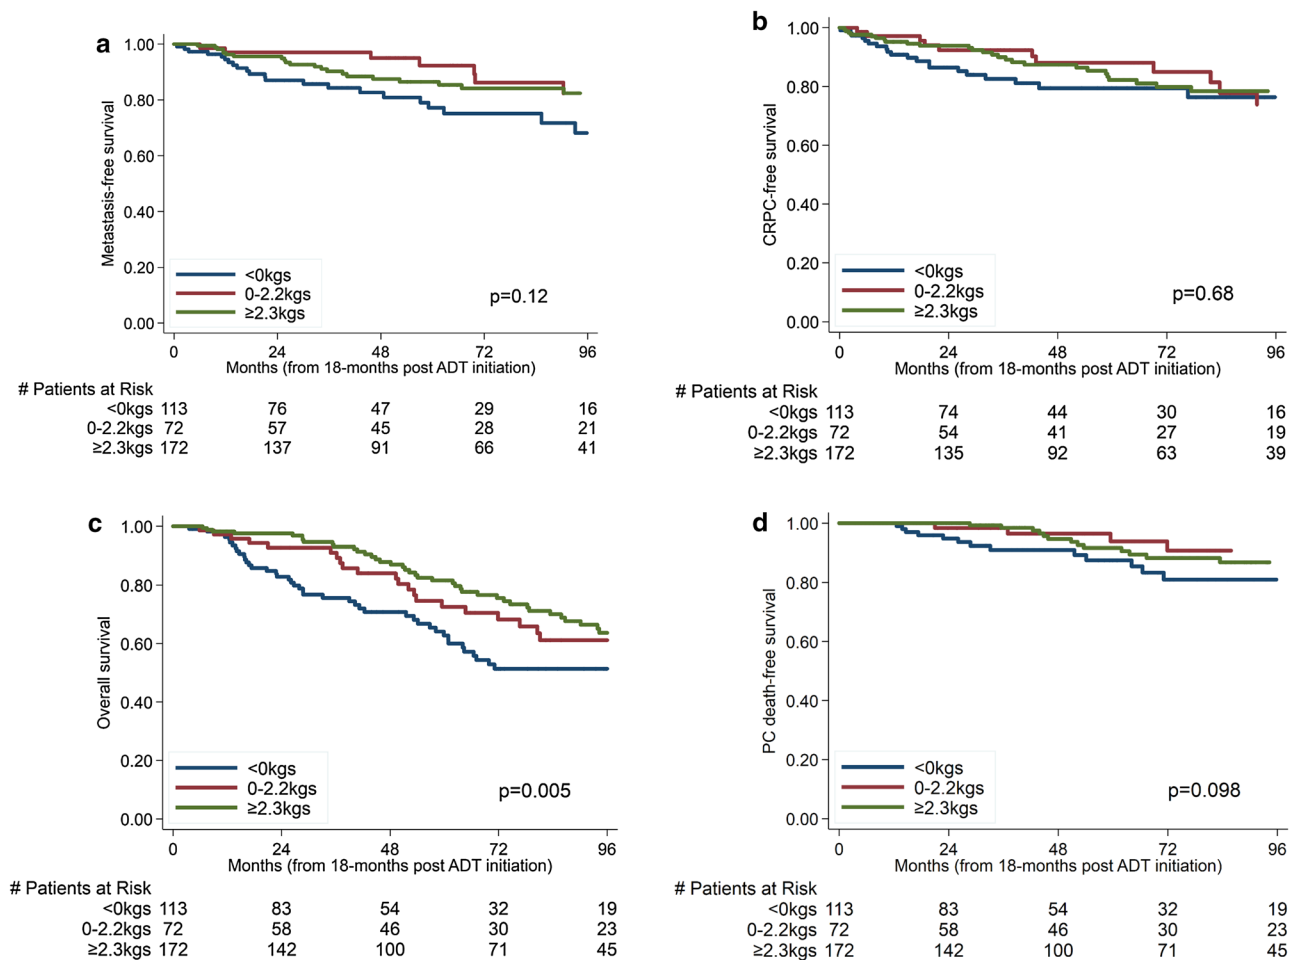 a
Metastasis-free survival
1.00
0.80
0.60
0.40
0.20
0.00
<0kgs
0-2.2kgs
≥2.3kgs
p=0.12
0 24 48 72 96
Months (from 18-months post ADT initiation)
# Patients at Risk
<0kgs 113 76 47 29 16
0-2.2kgs 72 57 45 28 21
≥2.3kgs 172 137 91 66 41
b
CRPC-free survival
1.00
0.80
0.60
0.40
0.20
0.00
<0kgs
0-2.2kgs
≥2.3kgs
p=0.68
0 24 48 72 96
Months (from 18-months post ADT initiation)
# Patients at Risk
<0kgs 113 74 44 30 16
0-2.2kgs 72 54 41 27 19
≥2.3kgs 172 135 92 63 39
c
Overall survival
1.00
0.80
0.60
0.40
0.20
0.00
<0kgs
0-2.2kgs
≥2.3kgs
p=0.005
0 24 48 72 96
Months (from 18-months post ADT initiation)
# Patients at Risk
<0kgs 113 83 54 32 19
0-2.2kgs 72 58 46 30 23
≥2.3kgs 172 142 100 71 45
d
PC death-free survival
1.00
0.80
0.60
0.40
0.20
0.00
<0kgs
0-2.2kgs
≥2.3kgs
p=0.098
0 24 48 72 96
Months (from 18-months post ADT initiation)
# Patients at Risk
<0kgs 113 83 54 32 19
0-2.2kgs 72 58 46 30 23
≥2.3kgs 172 142 100 71 45